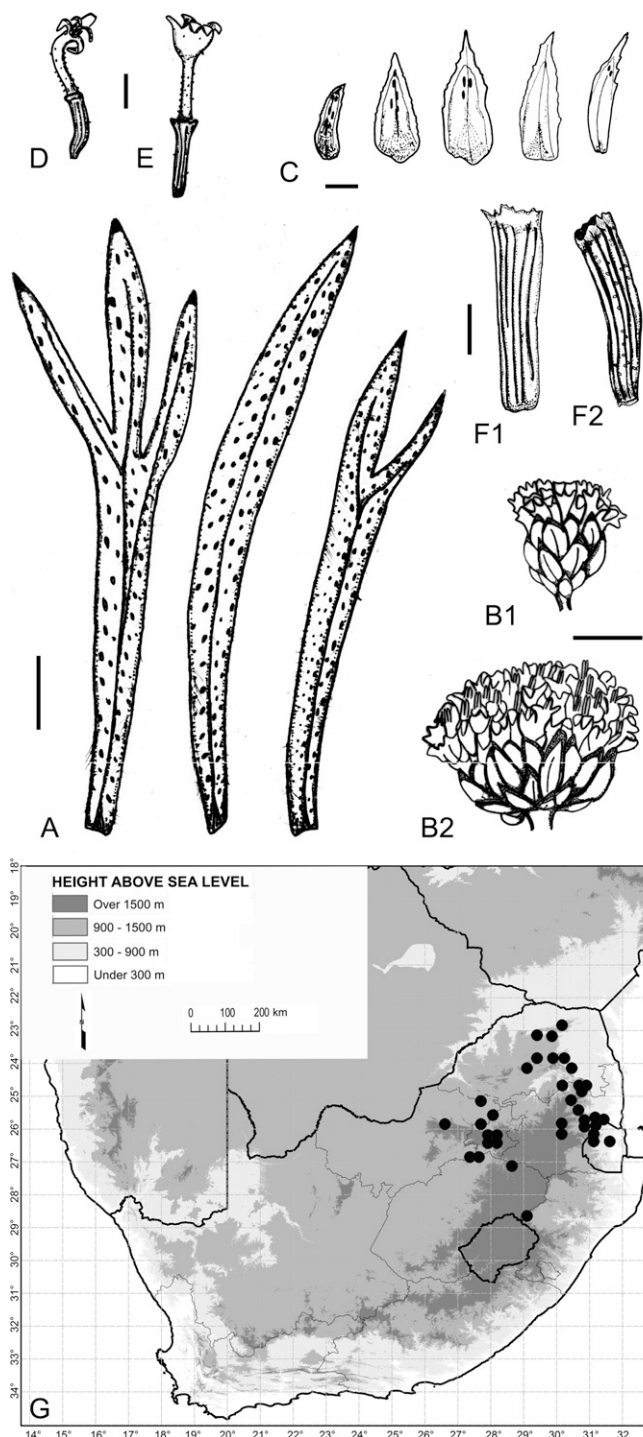 D
E
C
F1
F2
A
B1
B2
HEIGHT ABOVE SEA LEVEL
Over 1500 m
900 - 1500 m
300 - 900 m
Under 300 m
N
0 100 200 km
18°
19°
20°
21°
22°
23°
24°
25°
26°
27°
28°
29°
30°
31°
32°
33°
34°
G
14° 15° 16° 17° 18° 19° 20° 21° 22° 23° 24° 25° 26° 27° 28° 29° 30° 31° 32